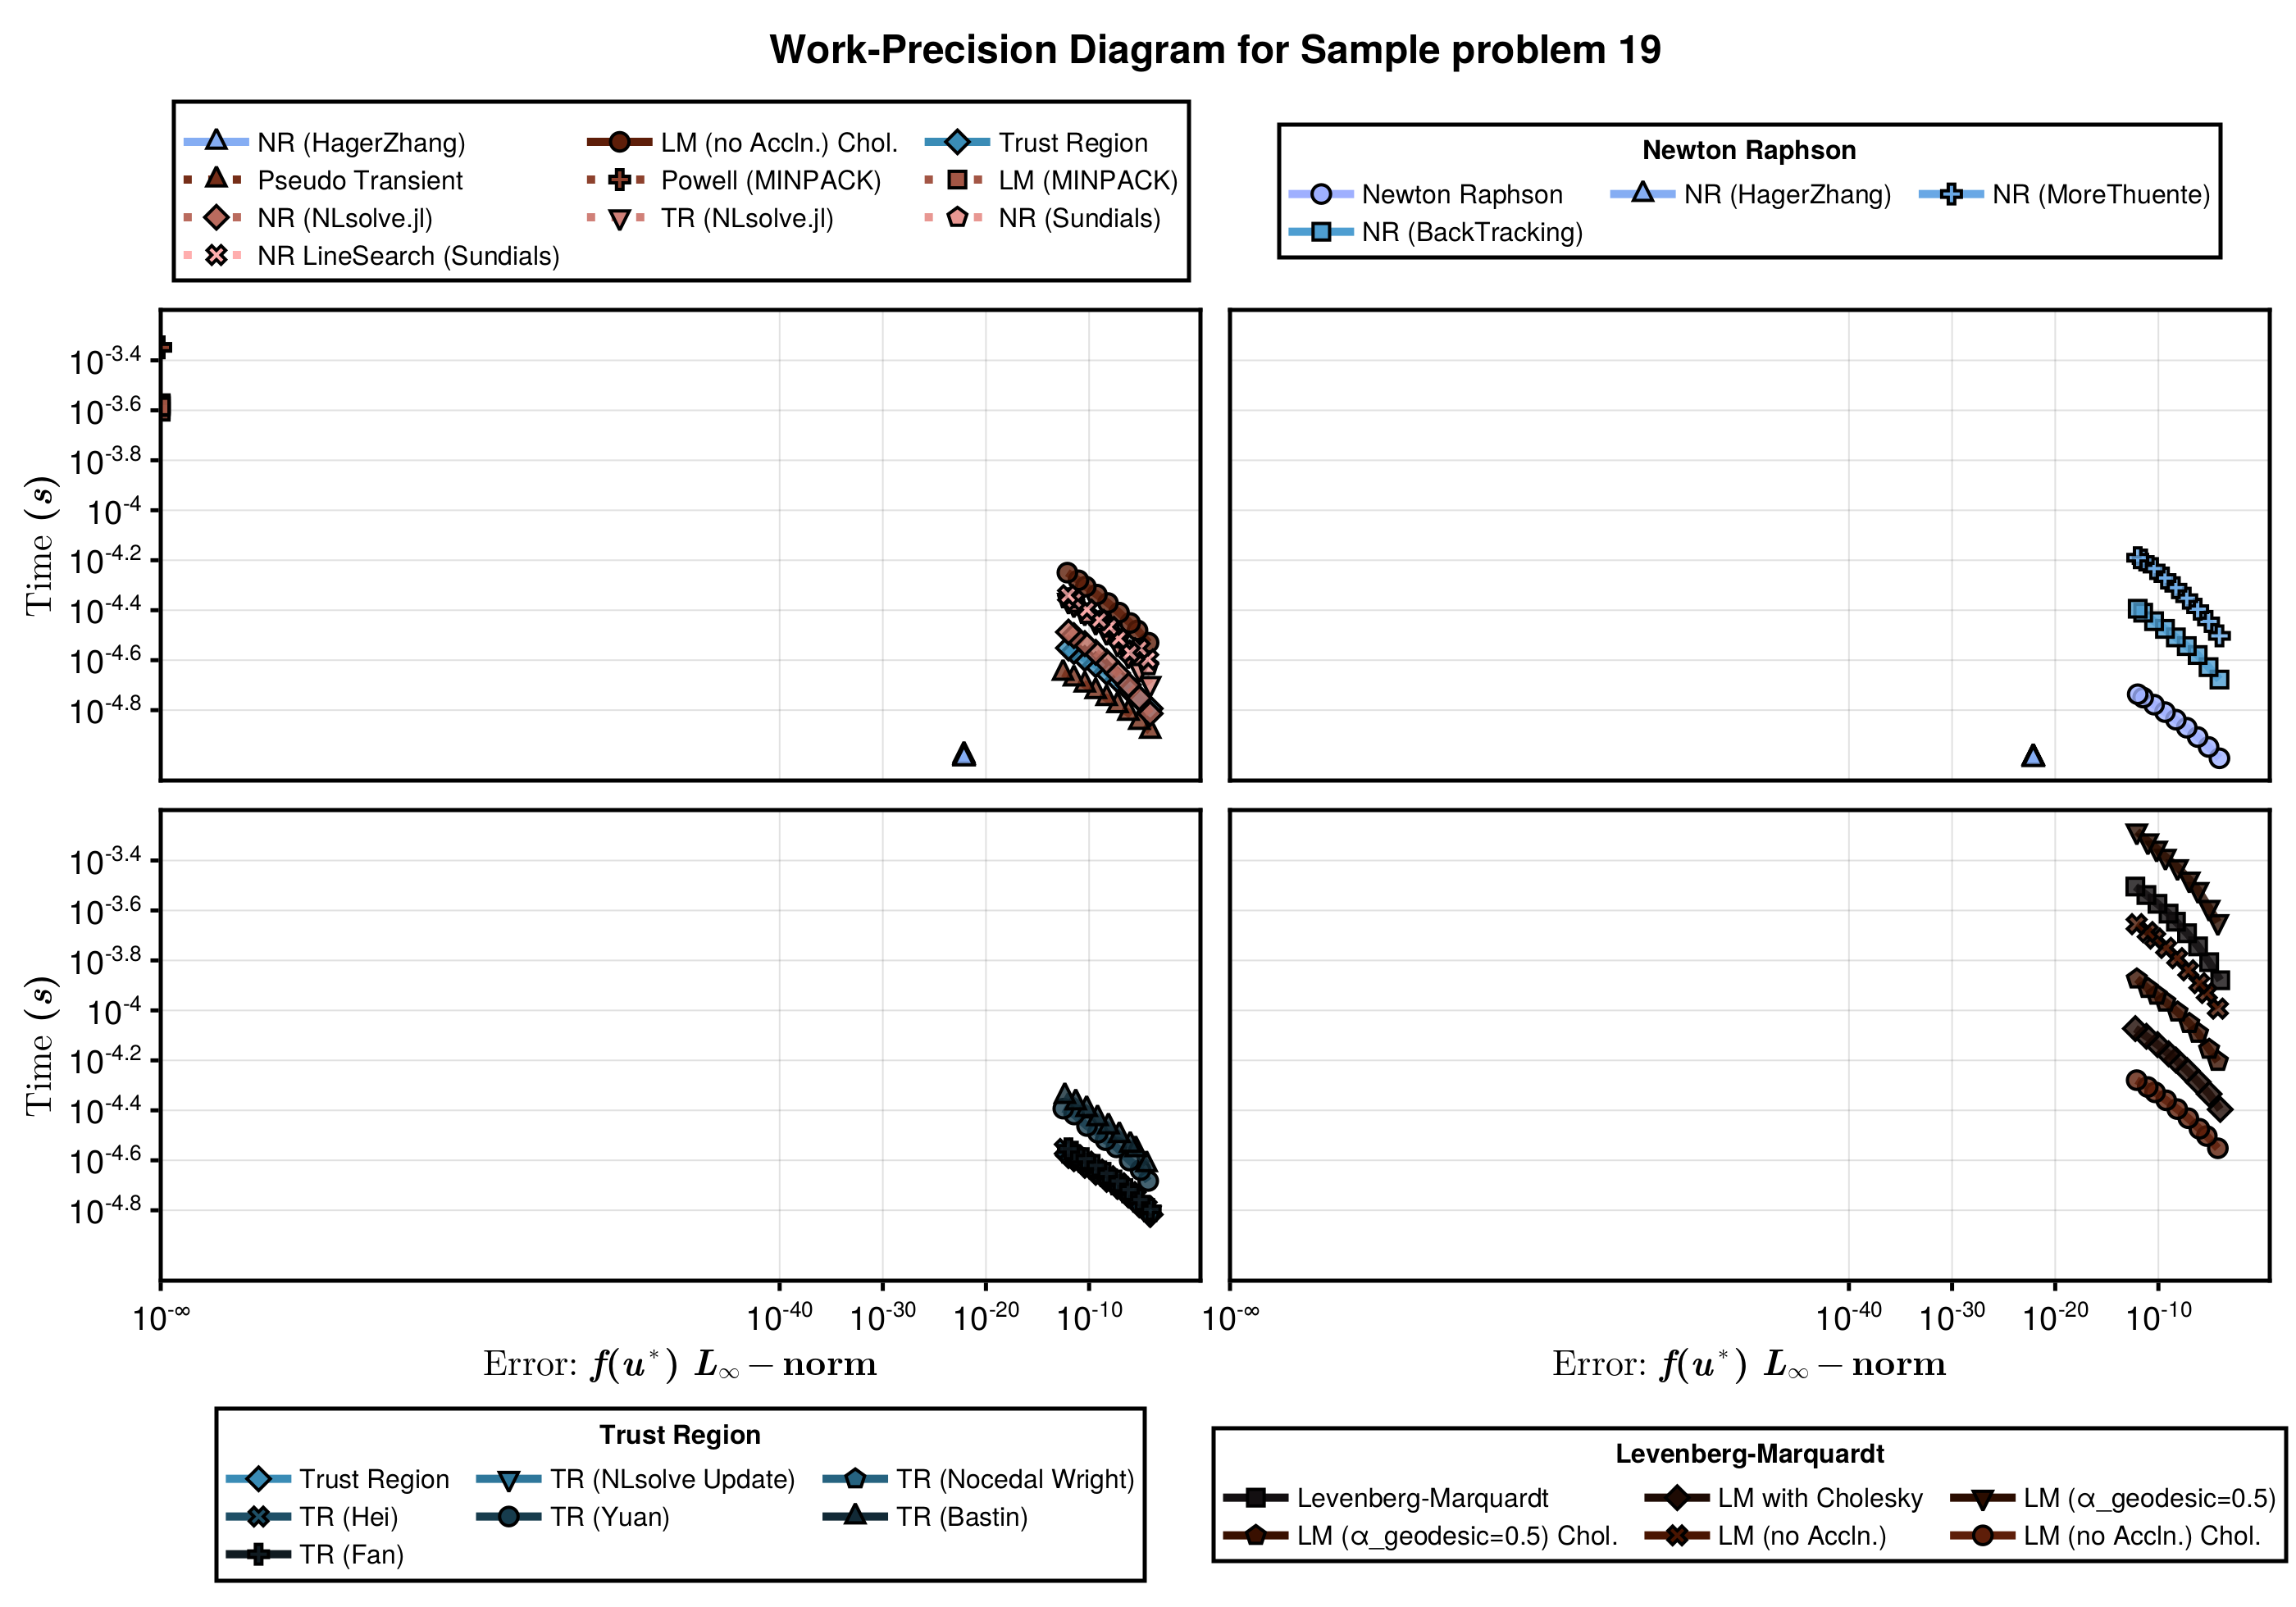 Work-Precision Diagram for Sample problem 19
NR (HagerZhang) LM (no Accln.) Chol. Trust Region
Pseudo Transient Powell (MINPACK) LM (MINPACK)
NR (NLsolve.jl) TR (NLsolve.jl) NR (Sundials)
NR LineSearch (Sundials)
Newton Raphson
Newton Raphson NR (HagerZhang) NR (MoreThuente)
NR (BackTracking)
Time (s)
10^-3.4
10^-3.6
10^-3.8
10^-4
10^-4.2
10^-4.4
10^-4.6
10^-4.8
Time (s)
10^-3.4
10^-3.6
10^-3.8
10^-4
10^-4.2
10^-4.4
10^-4.6
10^-4.8
10^-∞ 10^-40 10^-30 10^-20 10^-10
10^-∞ 10^-40 10^-30 10^-20 10^-10
Error: f(u*) L∞ − norm
Error: f(u*) L∞ − norm
Trust Region
Trust Region TR (NLsolve Update) TR (Nocedal Wright)
TR (Hei) TR (Yuan) TR (Bastin)
TR (Fan)
Levenberg-Marquardt
Levenberg-Marquardt LM with Cholesky LM (α_geodesic=0.5)
LM (α_geodesic=0.5) Chol. LM (no Accln.) LM (no Accln.) Chol.